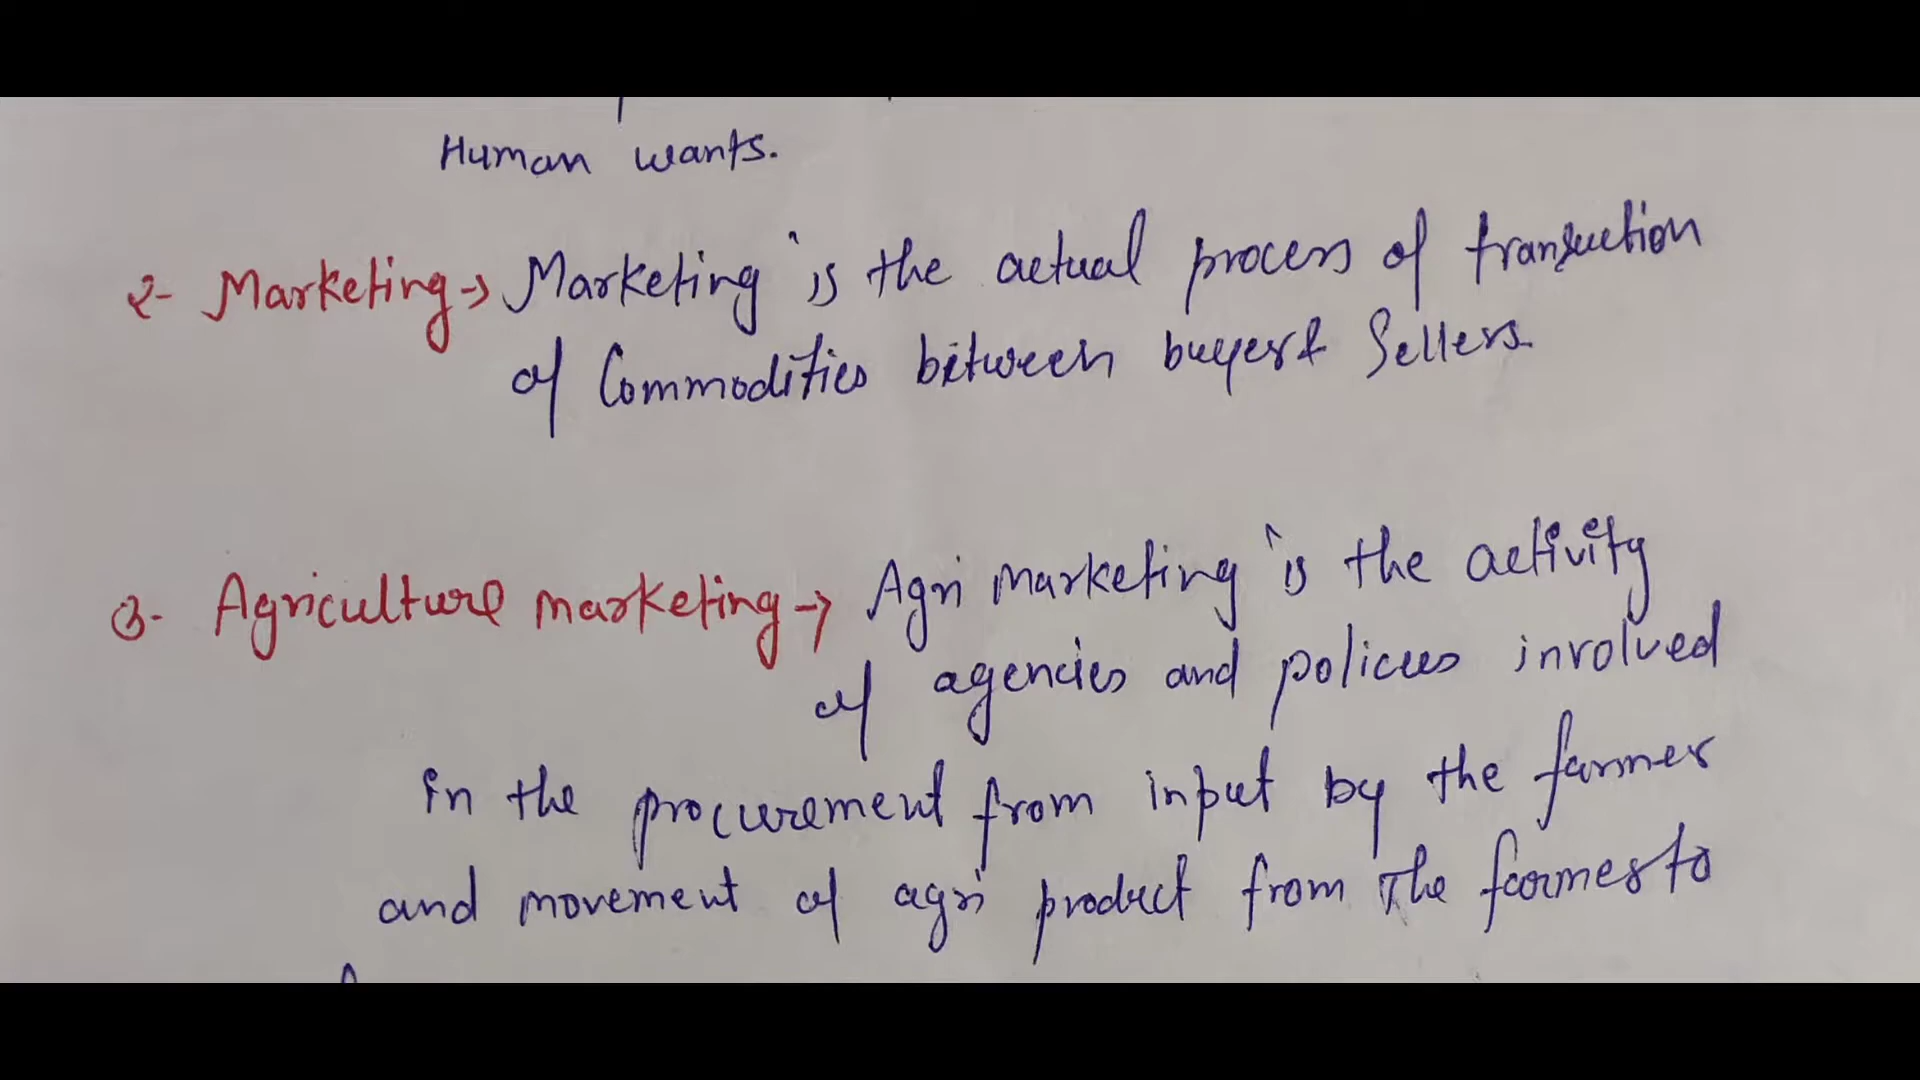 Human wants.
2- Marketing → Marketing is the actual process of transuction
of Commodities between buyers & Sellers.
3- Agriculture marketing → Agri marketing is the activity
of agencies and policies involved
in the procurement from input by the farmer
and movement of agri product from the farmers to